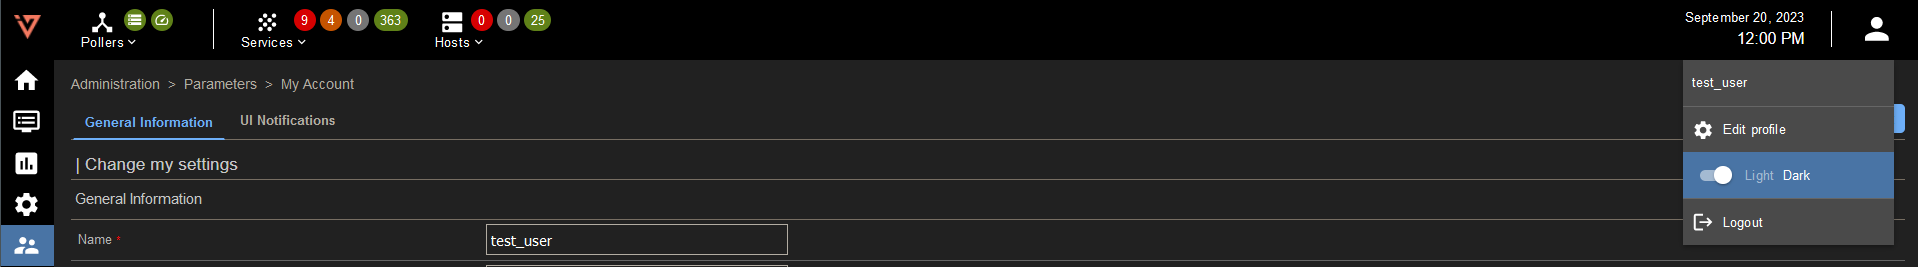 9 4 0 363
0 0 25
September 20, 2023
Pollers
Services
Hosts
12:00 PM
Administration > Parameters > My Account
test_user
General Information
UI Notifications
Edit profile
| Change my settings
Light Dark
General Information
Logout
Name *
test_user